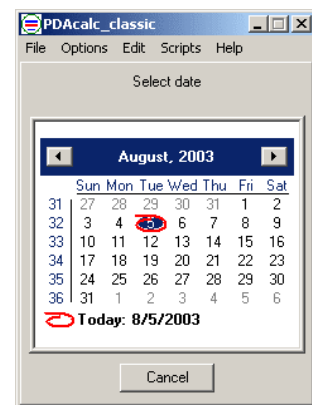 PDAcalc_classic
File Options Edit Scripts Help
Select date
August, 2003
Sun Mon Tue Wed Thu Fri Sat
31 27 28 29 30 31 1 2
32 3 4 5 6 7 8 9
33 10 11 12 13 14 15 16
34 17 18 19 20 21 22 23
35 24 25 26 27 28 29 30
36 31 1 2 3 4 5 6
Today: 8/5/2003
Cancel